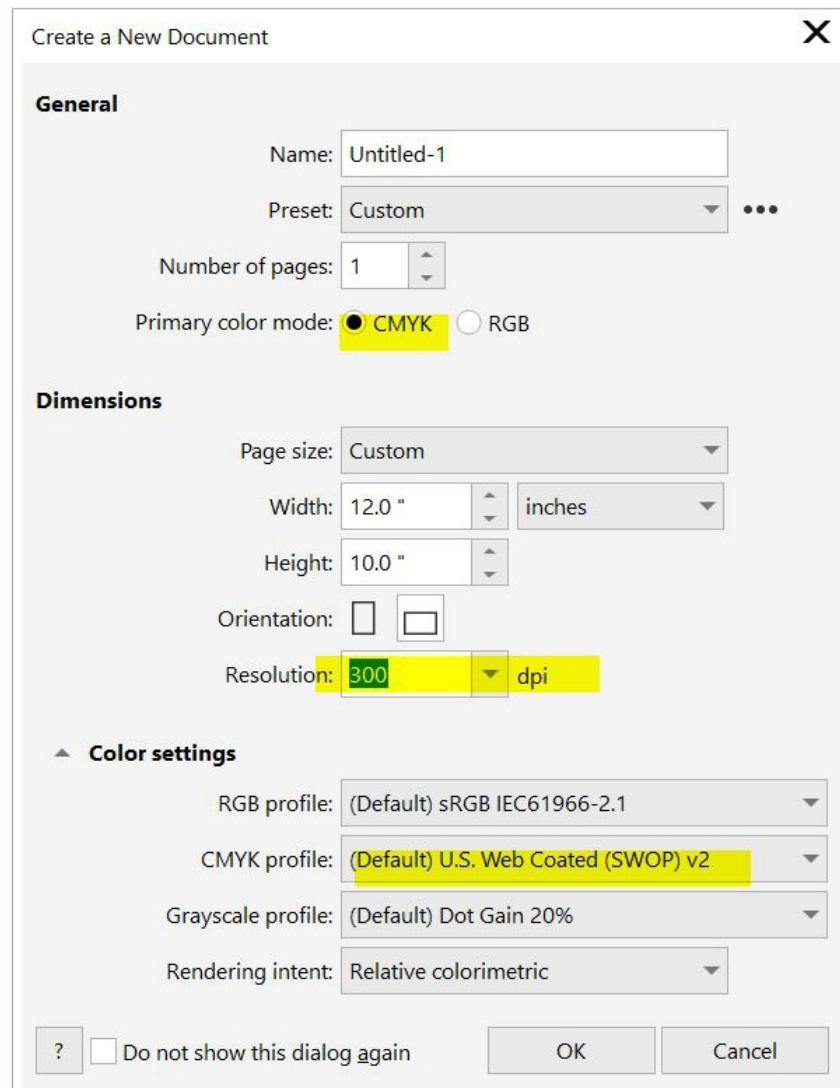 Create a New Document
General
Name: Untitled-1
Preset: Custom
Number of pages: 1
Primary color mode: CMYK RGB
Dimensions
Page size: Custom
Width: 12.0 " inches
Height: 10.0 "
Orientation:
Resolution: 300 dpi
Color settings
RGB profile: (Default) sRGB IEC61966-2.1
CMYK profile: (Default) U.S. Web Coated (SWOP) v2
Grayscale profile: (Default) Dot Gain 20%
Rendering intent: Relative colorimetric
? Do not show this dialog again OK Cancel